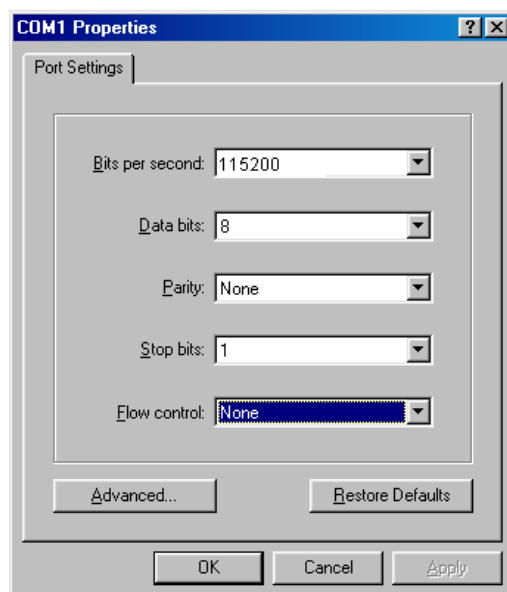 COM1 Properties
Port Settings
Bits per second: 115200
Data bits: 8
Parity: None
Stop bits: 1
Flow control: None
Advanced... Restore Defaults
OK Cancel Apply